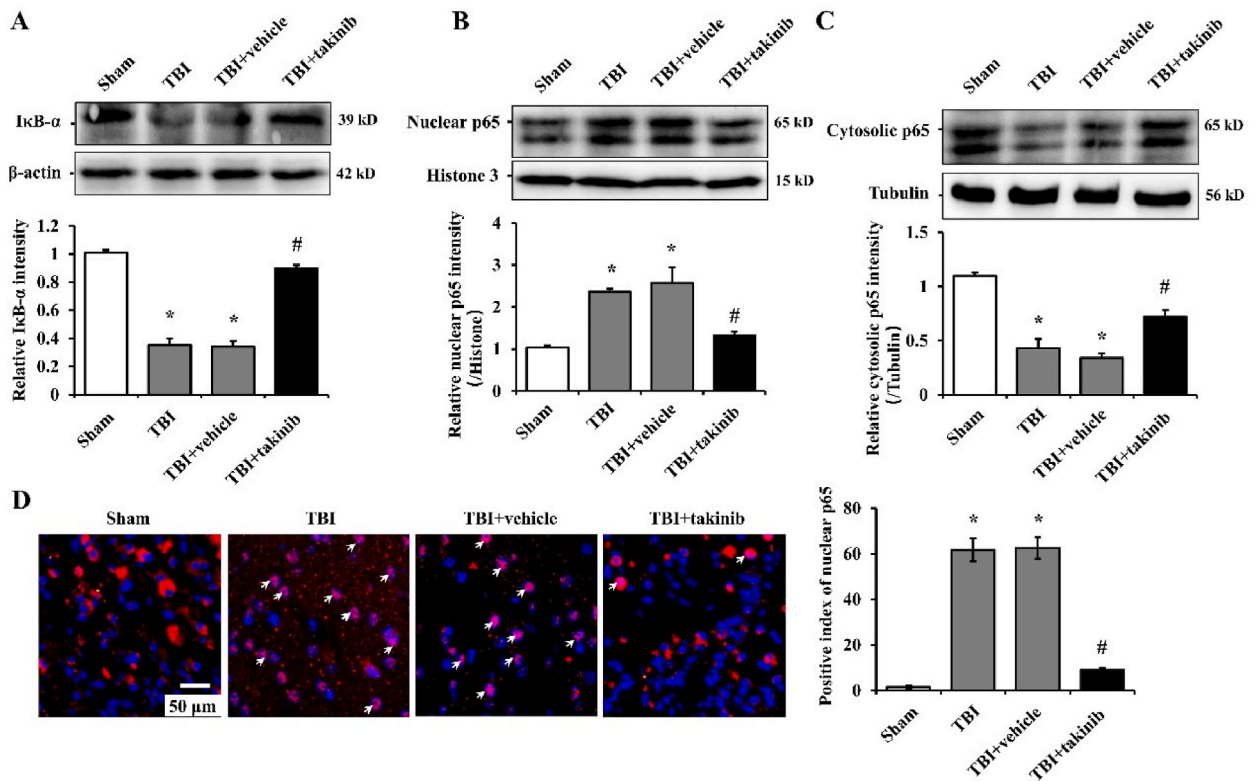 A
Sham
TBI
TBI+vehicle
TBI+takinib
IκB-α
39 kD
β-actin
42 kD
Relative IκB-α intensity
1.2
1
0.8
0.6
0.4
0.2
0
*
*
#
Sham
TBI
TBI+vehicle
TBI+takinib
B
Sham
TBI
TBI+vehicle
TBI+takinib
Nuclear p65
65 kD
Histone 3
15 kD
Relative nuclear p65 intensity
(/Histone)
4
3
2
1
0
*
*
#
Sham
TBI
TBI+vehicle
TBI+takinib
C
Sham
TBI
TBI+vehicle
TBI+takinib
Cytosolic p65
65 kD
Tubulin
56 kD
Relative cytosolic p65 intensity
(/Tubulin)
1.5
1
0.5
0
*
*
#
Sham
TBI
TBI+vehicle
TBI+takinib
D
Sham
TBI
TBI+vehicle
TBI+takinib
50 μm
Positive index of nuclear p65
80
60
40
20
0
*
*
#
Sham
TBI
TBI+vehicle
TBI+takinib